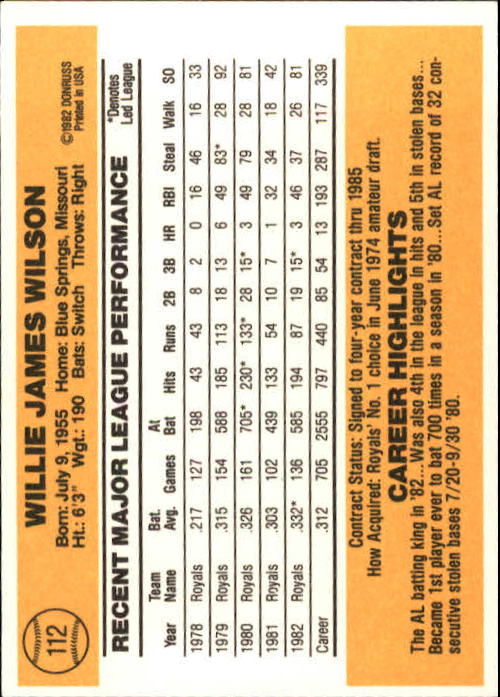 112
WILLIE JAMES WILSON
Born: July 9, 1955 Home: Blue Springs, Missouri
Ht.: 6'3" Wgt.: 190 Bats: Switch Throws: Right
©1982 DONRUSS
Printed in USA
RECENT MAJOR LEAGUE PERFORMANCE
*Denotes
Led League
Year Team Name Bat. Avg. Games At Bat Hits Runs 2B 3B HR RBI Steal Walk SO
1978 Royals .217 127 198 43 43 8 2 0 16 46 16 33
1979 Royals .315 154 588 185 113 18 13 6 49 83* 28 92
1980 Royals .326 161 705* 230* 133* 28 15* 3 49 79 28 81
1981 Royals .303 102 439 133 54 10 7 1 32 34 18 42
1982 Royals .332* 136 585 194 87 19 15* 3 46 37 26 81
Career .312 705 2555 797 440 85 54 13 193 287 117 339
Contract Status: Signed to four-year contract thru 1985
How Acquired: Royals' No. 1 choice in June 1974 amateur draft.
CAREER HIGHLIGHTS
The AL batting king in '82...Was also 4th in the league in hits and 5th in stolen bases...
Became 1st player ever to bat 700 times in a season in '80...Set AL record of 32 con-
secutive stolen bases 7/20-9/30 '80.